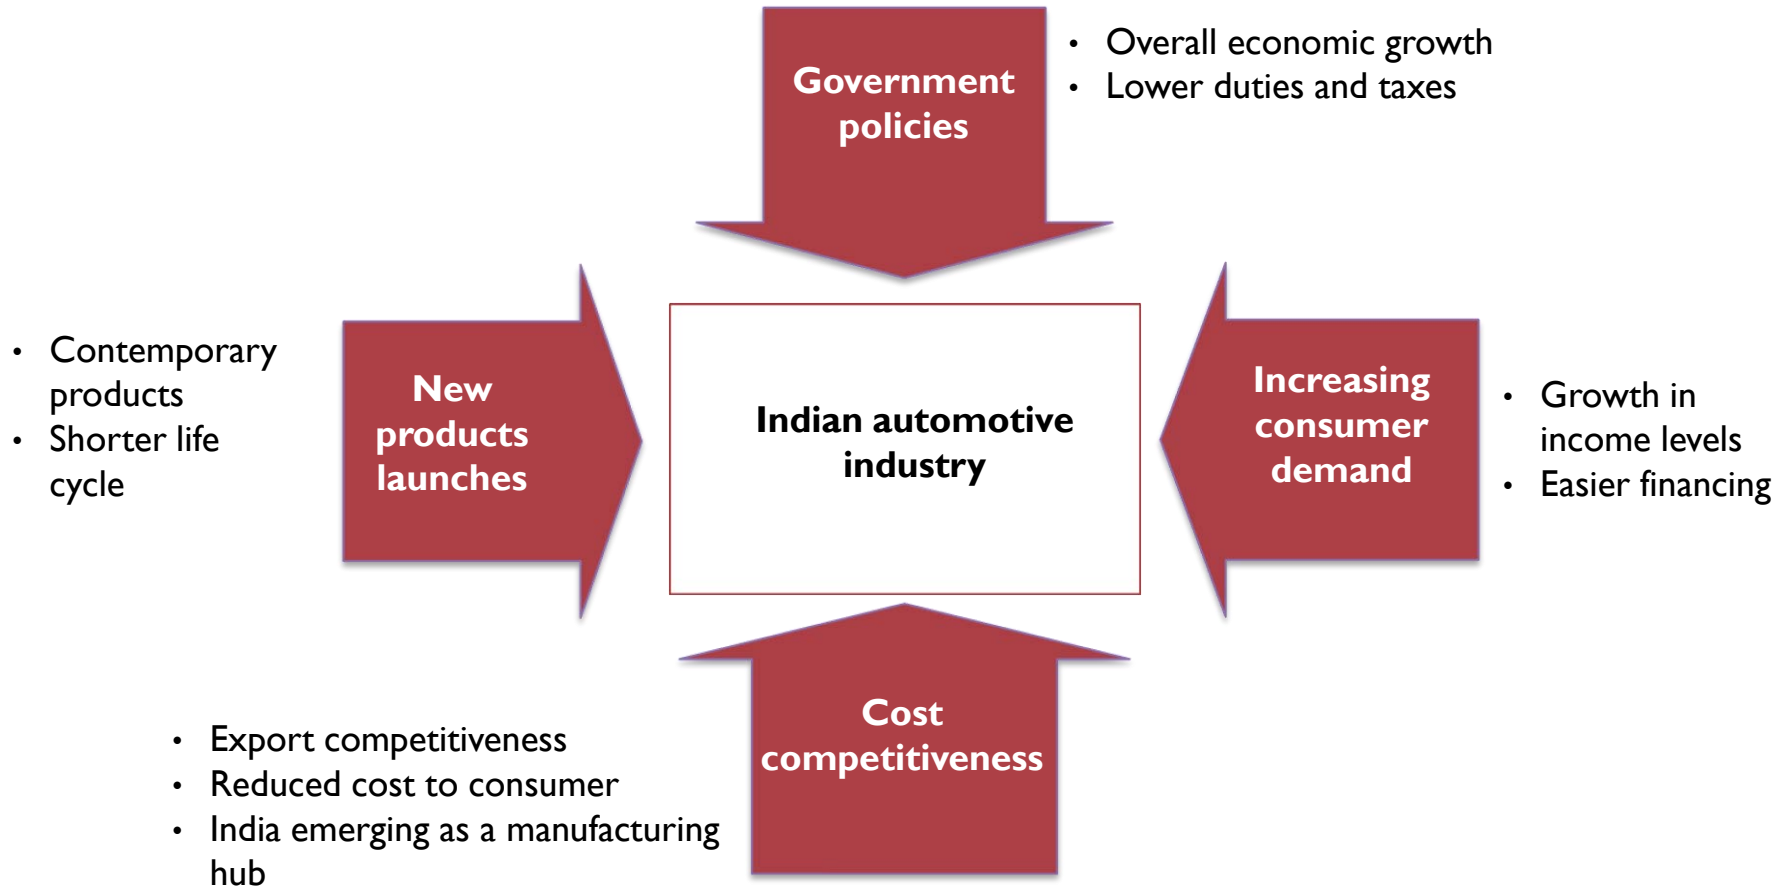 Government
policies
• Overall economic growth
• Lower duties and taxes
• Contemporary
products
• Shorter life
cycle
New
products
launches
Indian automotive
industry
Increasing
consumer
demand
• Growth in
income levels
• Easier financing
Cost
competitiveness
• Export competitiveness
• Reduced cost to consumer
• India emerging as a manufacturing
hub